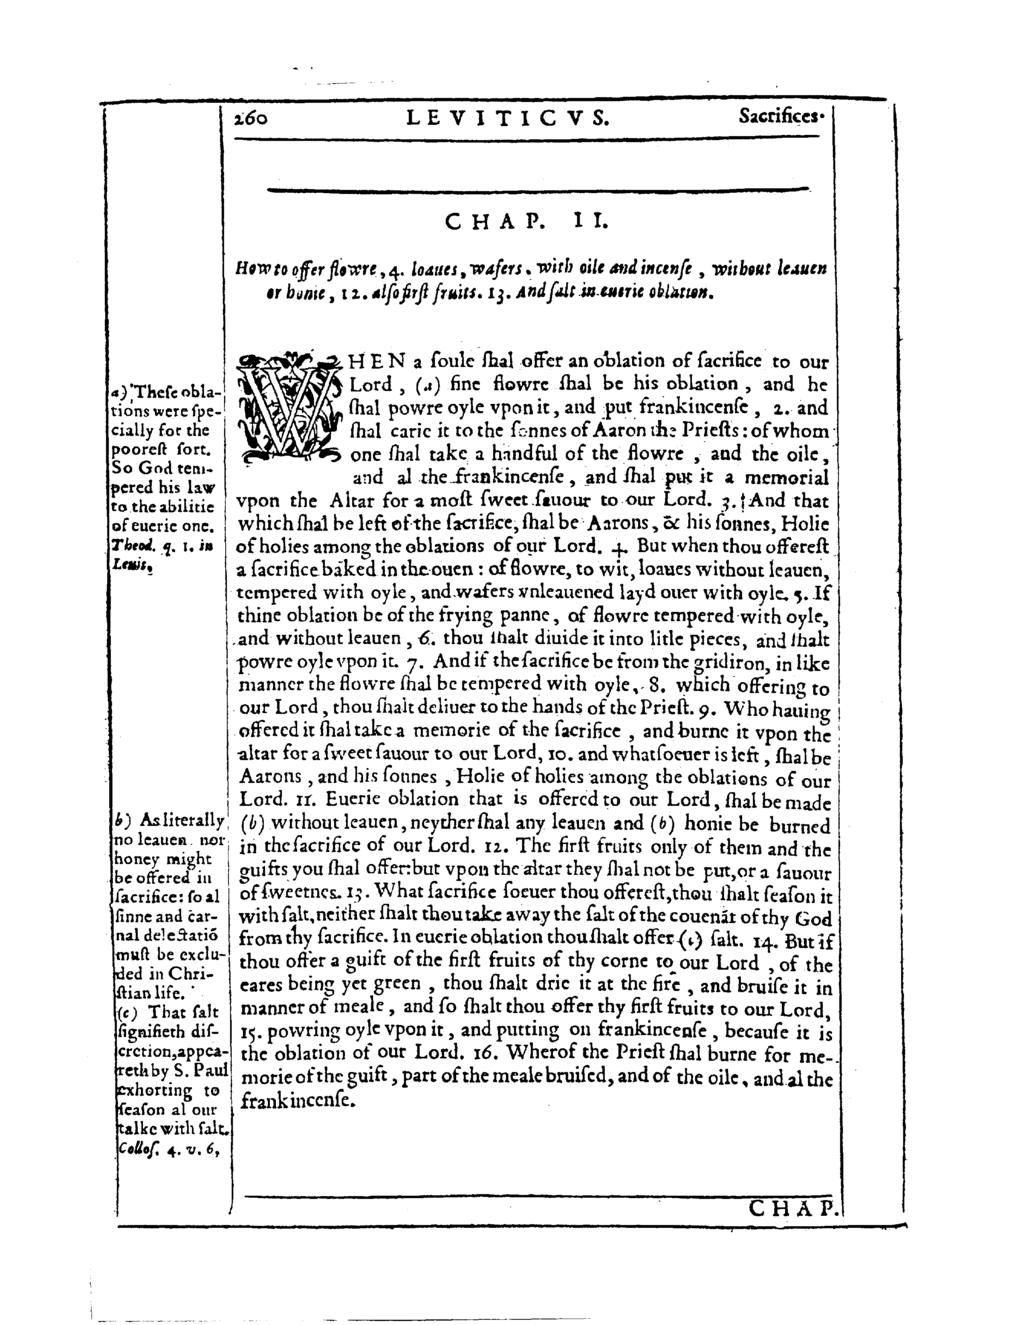 260 LEVITICVS. Sacrifices.
CHAP. II.
How to offer flowre, 4. loaues, wafers. with oile and incense, without leauen
or honie, 12. also first fruits. 13. And salt in euerie oblation.
WHEN a soule shal offer an oblation of sacrifice to our
Lord, (a) fine flowre shal be his oblation, and he
shal powre oyle vpon it, and put frankincense, 2. and
shal carie it to the sonnes of Aaron the Priests: of whom
one shal take a handful of the flowre, and the oile,
and al the frankincense, and shal put it a memorial
vpon the Altar for a most sweet sauour to our Lord. 3. † And that
which shal be left of the sacrifice, shal be Aarons, & his sonnes, Holie
of holies among the oblations of our Lord. 4. But when thou offerest
a sacrifice baked in the ouen: of flowre, to wit, loaues without leauen,
tempered with oyle, and wafers vnleauened layd ouer with oyle. 5. If
thine oblation be of the frying panne, of flowre tempered with oyle,
and without leauen, 6. thou shalt diuide it into litle pieces, and shalt
powre oyle vpon it. 7. And if the sacrifice be from the gridiron, in like
manner the flowre shal be tempered with oyle, 8. which offering to
our Lord, thou shalt deliuer to the hands of the Priest. 9. Who hauing
offered it shal take a memorie of the sacrifice, and burne it vpon the
altar for a sweet sauour to our Lord, 10. and whatsoeuer is left, shal be
Aarons, and his sonnes, Holie of holies among the oblations of our
Lord. 11. Euerie oblation that is offered to our Lord, shal be made
(b) without leauen, neyther shal any leauen and (b) honie be burned
in the sacrifice of our Lord. 12. The first fruits only of them and the
guifts you shal offer: but vpon the altar they shal not be put, or a sauour
of sweetnes. 13. What sacrifice soeuer thou offerest, thou shalt season it
with salt, neither shalt thou take away the salt of the couenãt of thy God
from thy sacrifice. In euerie oblation thou shalt offer (c) salt. 14. But if
thou offer a guift of the first fruits of thy corne to our Lord, of the
eares being yet green, thou shalt drie it at the fire, and bruise it in
manner of meale, and so shalt thou offer thy first fruits to our Lord,
15. powring oyle vpon it, and putting on frankincense, because it is
the oblation of our Lord. 16. Wherof the Priest shal burne for me-
morie of the guift, part of the meale bruised, and of the oile, and al the
frankincense.
a) These obla-
tions were spe-
cially for the
poorest sort.
So God tem-
pered his law
to the abilitie
of euerie one.
Theod. q. 1. in
Leuit.
b) As literally
no leauen nor
honey might
be offered in
sacrifice: so al
sinne and car-
nal delectatiõ
must be exclu-
ded in Chri-
stian life.
(c) That salt
signifieth dis-
cretion, appea-
reth by S. Paul
exhorting to
season al our
talke with salt.
Collos. 4. v. 6,
CHAP.